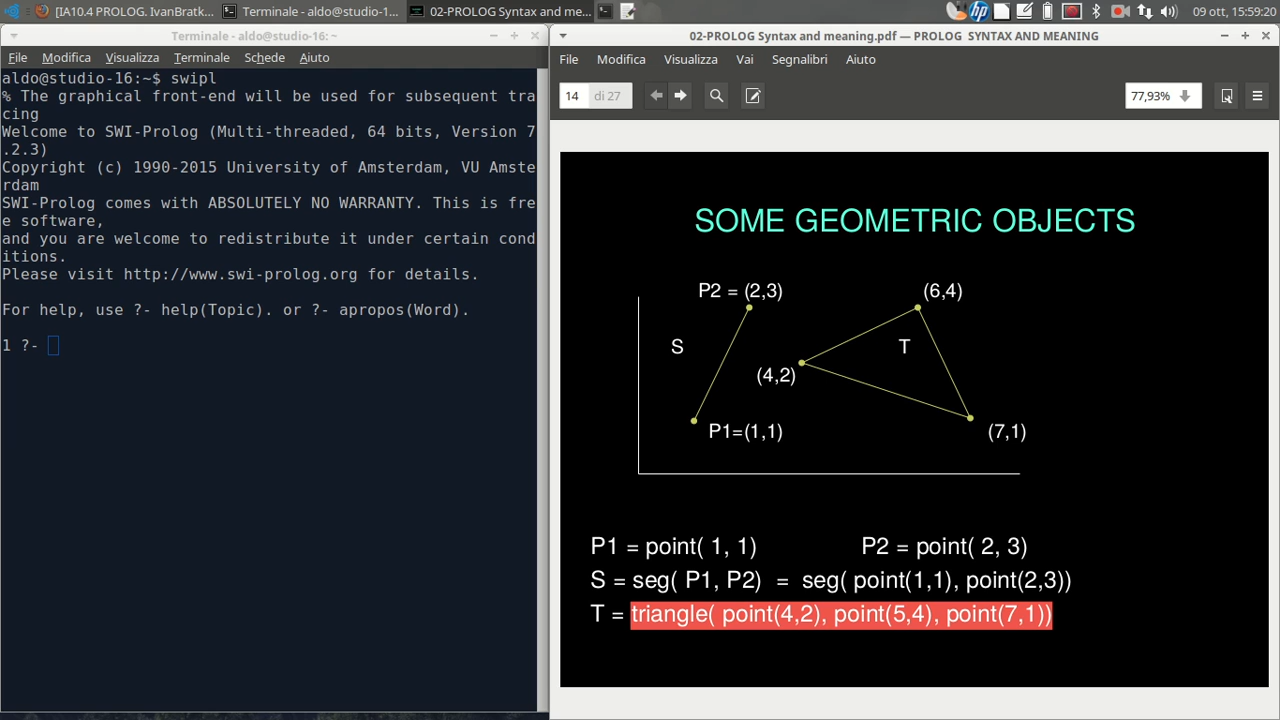 [IA10.4 PROLOG. IvanBratk... Terminale - aldo@studio-1... 02-PROLOG Syntax and me... 09 ott, 15:59:20
Terminale - aldo@studio-16: ~
File Modifica Visualizza Terminale Schede Aiuto
aldo@studio-16:~$ swipl
% The graphical front-end will be used for subsequent tra
cing
Welcome to SWI-Prolog (Multi-threaded, 64 bits, Version 7
.2.3)
Copyright (c) 1990-2015 University of Amsterdam, VU Amste
rdam
SWI-Prolog comes with ABSOLUTELY NO WARRANTY. This is fre
e software,
and you are welcome to redistribute it under certain cond
itions.
Please visit http://www.swi-prolog.org for details.
For help, use ?- help(Topic). or ?- apropos(Word).
1 ?-
02-PROLOG Syntax and meaning.pdf — PROLOG SYNTAX AND MEANING
File Modifica Visualizza Vai Segnalibri Aiuto
14 di 27 77,93%
SOME GEOMETRIC OBJECTS
P2 = (2,3) (6,4)
S T
(4,2)
P1=(1,1) (7,1)
P1 = point( 1, 1) P2 = point( 2, 3)
S = seg( P1, P2) = seg( point(1,1), point(2,3))
T = triangle( point(4,2), point(5,4), point(7,1))